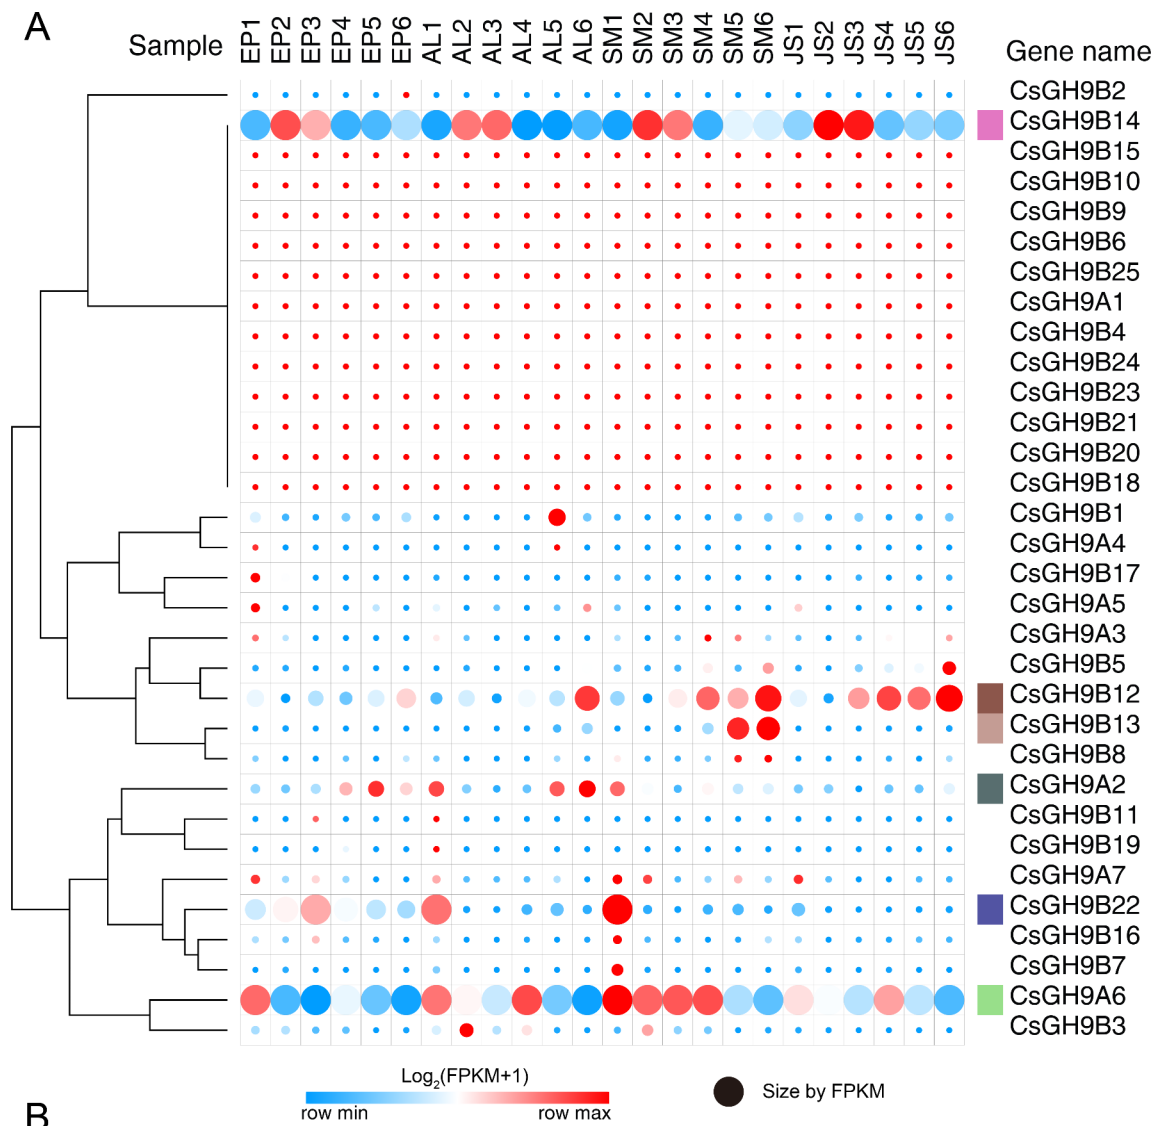 A
Sample
EP1 EP2 EP3 EP4 EP5 EP6 AL1 AL2 AL3 AL4 AL5 AL6 SM1 SM2 SM3 SM4 SM5 SM6 JS1 JS2 JS3 JS4 JS5 JS6
Gene name
CsGH9B2
CsGH9B14
CsGH9B15
CsGH9B10
CsGH9B9
CsGH9B6
CsGH9B25
CsGH9A1
CsGH9B4
CsGH9B24
CsGH9B23
CsGH9B21
CsGH9B20
CsGH9B18
CsGH9B1
CsGH9A4
CsGH9B17
CsGH9A5
CsGH9A3
CsGH9B5
CsGH9B12
CsGH9B13
CsGH9B8
CsGH9A2
CsGH9B11
CsGH9B19
CsGH9A7
CsGH9B22
CsGH9B16
CsGH9B7
CsGH9A6
CsGH9B3
Log₂(FPKM+1)
row min row max
Size by FPKM
B